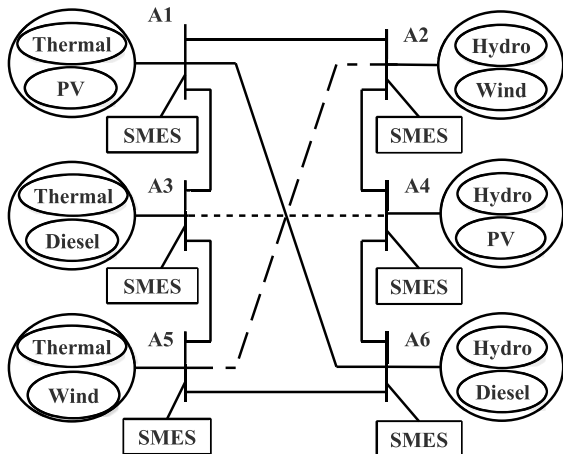 A1
A2
Thermal
PV
Hydro
Wind
SMES
SMES
A3
A4
Thermal
Diesel
Hydro
PV
SMES
SMES
A5
A6
Thermal
Wind
Hydro
Diesel
SMES
SMES